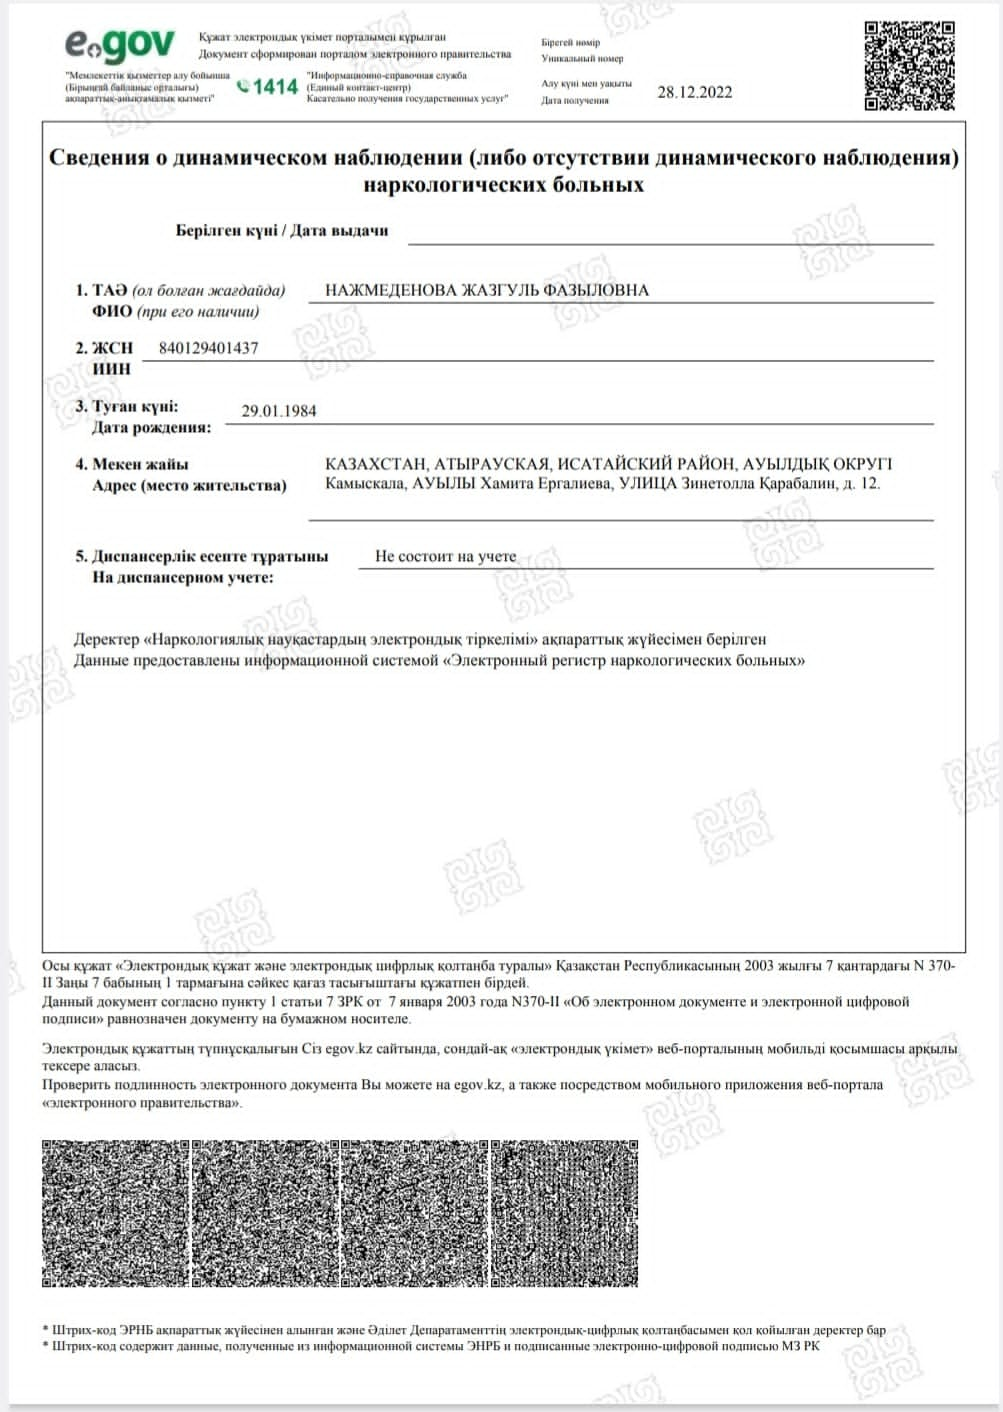 e.gov
Құжат электрондық үкімет порталымен құрылған
Документ сформирован порталом электронного правительства
"Мемлекеттік қызметтер алу бойынша
(Бірыңғай байланыс орталығы)
ақпараттық-анықтамалық қызметі"
1414
"Информационно-справочная служба
(Единый контакт-центр)
Касательно получения государственных услуг"
Бірегей нөмір
Уникальный номер
Алу күні мен уақыты
Дата получения
28.12.2022
Сведения о динамическом наблюдении (либо отсутствии динамического наблюдения)
наркологических больных
Берілген күні / Дата выдачи
1. ТАӘ (ол болған жағдайда) НАЖМЕДЕНОВА ЖАЗГУЛЬ ФАЗЫЛОВНА
ФИО (при его наличии)
2. ЖСН 840129401437
ИИН
3. Туған күні: 29.01.1984
Дата рождения:
4. Мекен жайы КАЗАХСТАН, АТЫРАУСКАЯ, ИСАТАЙСКИЙ РАЙОН, АУЫЛДЫҚ ОКРУГІ
Адрес (место жительства) Камыскала, АУЫЛЫ Хамита Ергалиева, УЛИЦА Зинетолла Қарабалин, д. 12.
5. Диспансерлік есепте тұратыны Не состоит на учете
На диспансерном учете:
Деректер «Наркологиялық науқастардың электрондық тіркелімі» ақпараттық жүйесімен берілген
Данные предоставлены информационной системой «Электронный регистр наркологических больных»
Осы құжат «Электрондық құжат және электрондық цифрлық қолтаңба туралы» Қазақстан Республикасының 2003 жылғы 7 қаңтардағы N 370-
II Заңы 7 бабының 1 тармағына сәйкес қағаз тасығыштағы құжатпен бірдей.
Данный документ согласно пункту 1 статьи 7 ЗРК от 7 января 2003 года N370-II «Об электронном документе и электронной цифровой
подписи» равнозначен документу на бумажном носителе.
Электрондық құжаттың түпнұсқалығын Сіз egov.kz сайтында, сондай-ақ «электрондық үкімет» веб-порталының мобильді қосымшасы арқылы
тексере аласыз.
Проверить подлинность электронного документа Вы можете на egov.kz, а также посредством мобильного приложения веб-портала
«электронного правительства».
* Штрих-код ЭРНБ ақпараттық жүйесінен алынған және Әділет Департаменттің электрондық-цифрлық қолтаңбасымен қол қойылған деректер бар
* Штрих-код содержит данные, полученные из информационной системы ЭНРБ и подписанные электронно-цифровой подписью МЗ РК